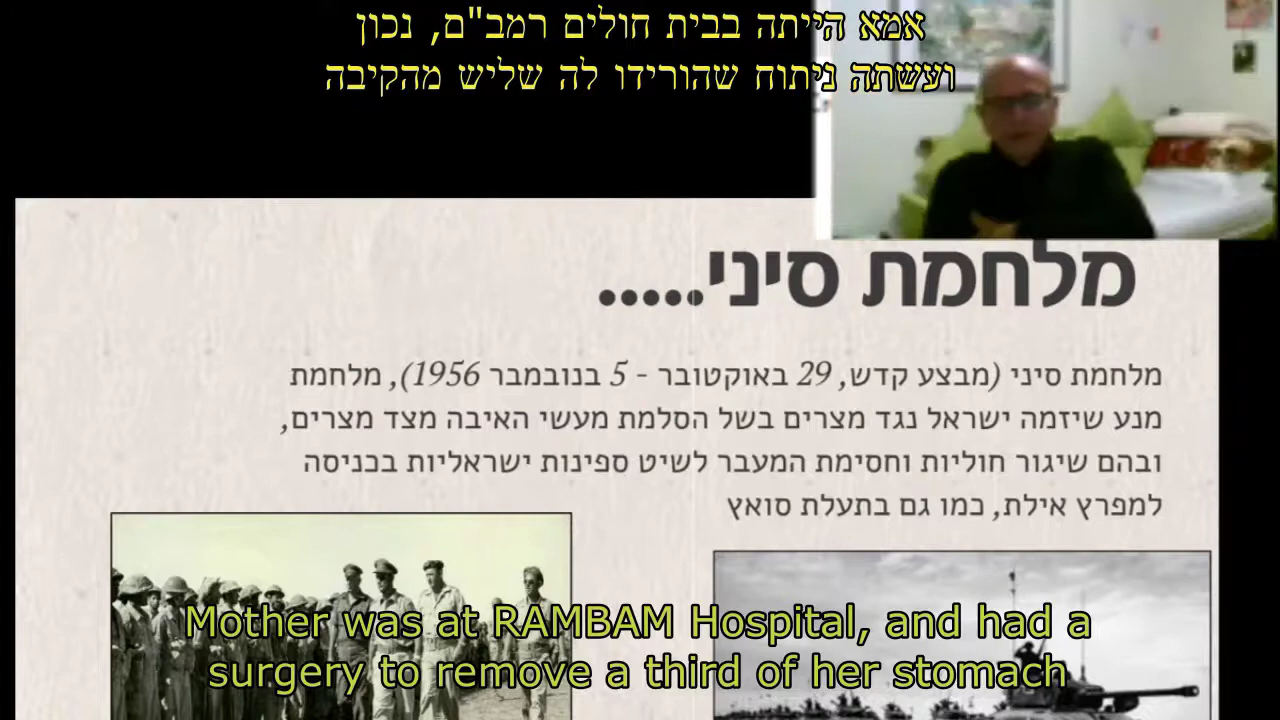 אמא הייתה בבית חולים רמב"ם, נכון
ועשתה ניתוח שהורידו לה שליש מהקיבה
מלחמת סיני.....
מלחמת סיני (מבצע קדש, 29 באוקטובר - 5 בנובמבר 1956), מלחמת
מנע שיזמה ישראל נגד מצרים בשל הסלמת מעשי האיבה מצד מצרים,
ובהם שיגור חוליות וחסימת המעבר לשיט ספינות ישראליות בכניסה
למפרץ אילת, כמו גם בתעלת סואץ
Mother was at RAMBAM Hospital, and had a
surgery to remove a third of her stomach